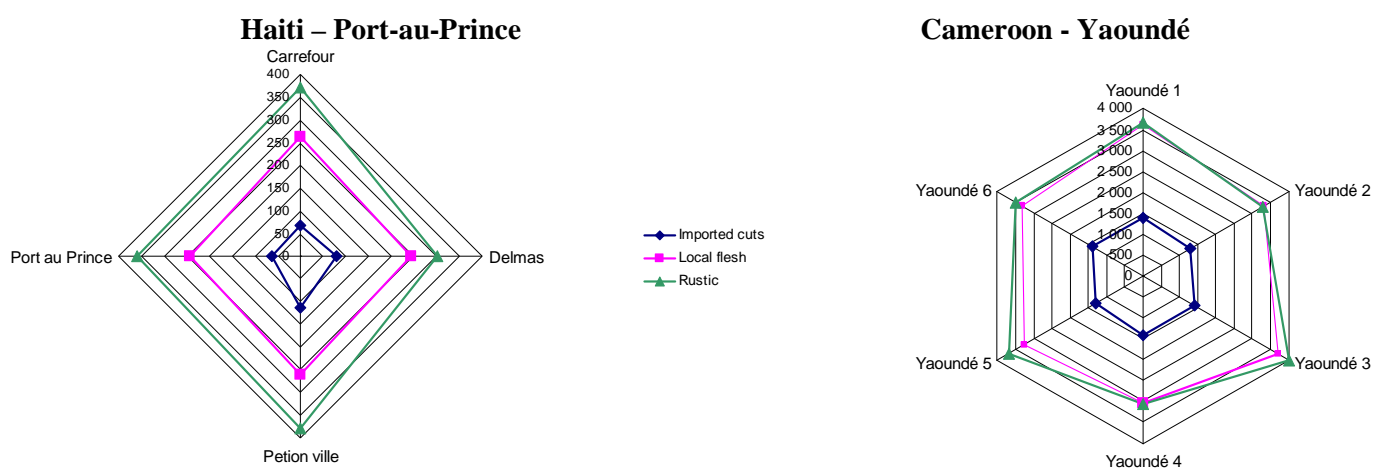 Haiti – Port-au-Prince
Carrefour
400
350
300
250
200
150
100
50
0
Port au Prince
Delmas
Petion ville
Imported cuts
Local flesh
Rustic
Cameroon - Yaoundé
Yaoundé 1
4 000
3 500
3 000
2 500
2 000
1 500
1 000
500
0
Yaoundé 6
Yaoundé 2
Yaoundé 5
Yaoundé 3
Yaoundé 4